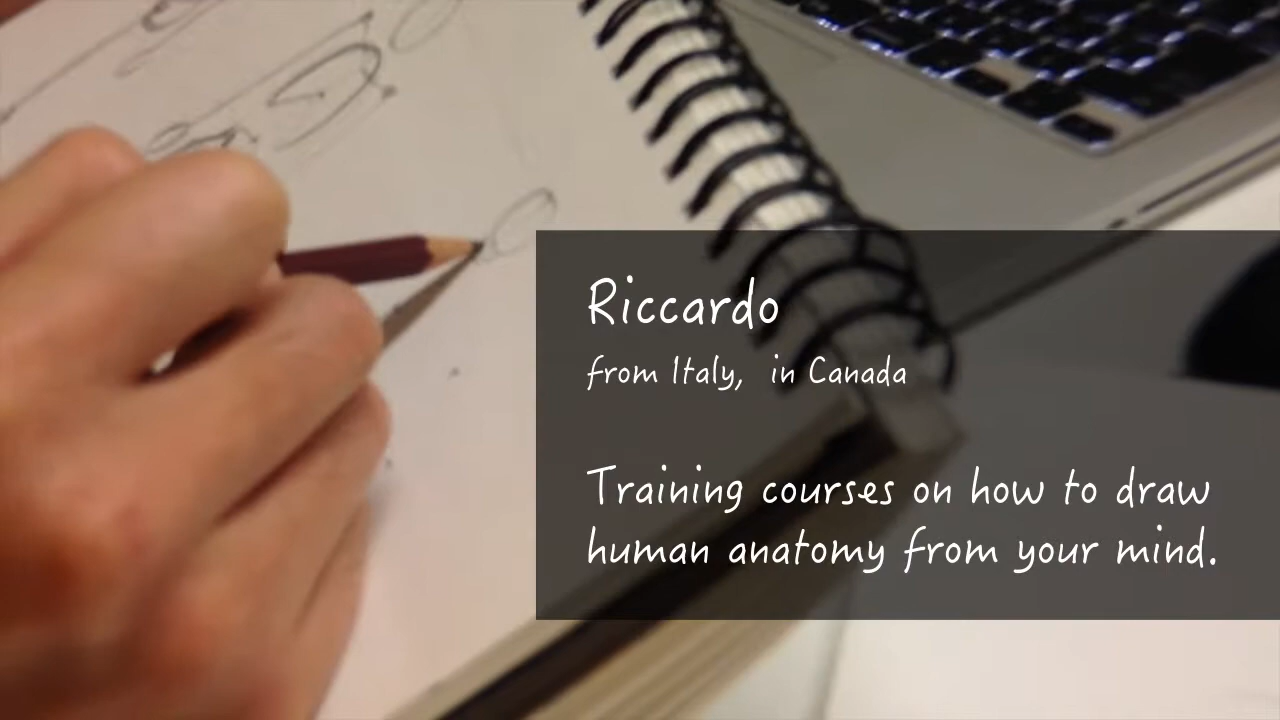 Riccardo
from Italy, in Canada
Training courses on how to draw
human anatomy from your mind.